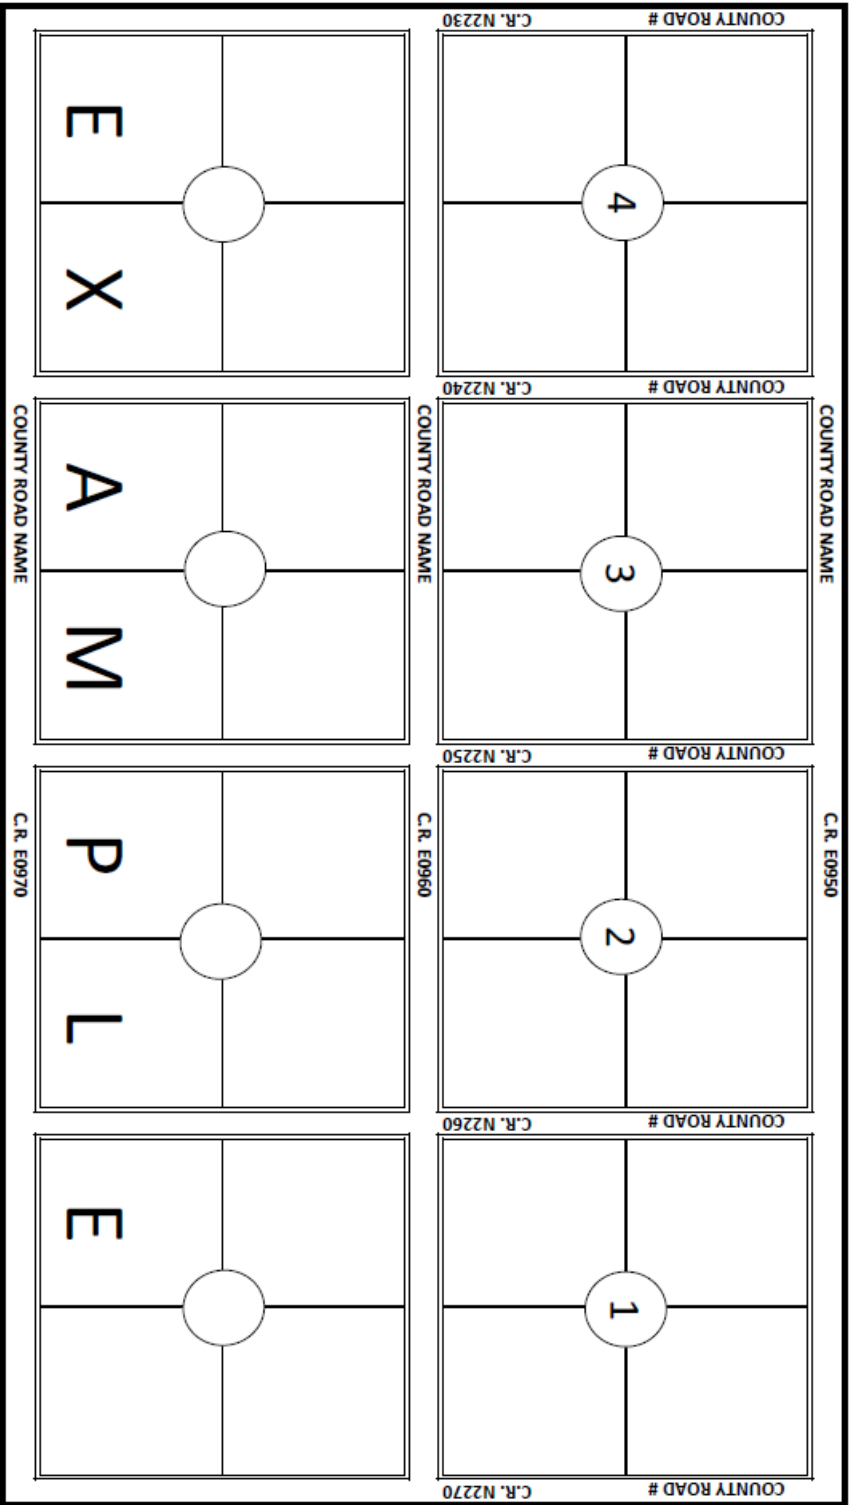 COUNTY ROAD NAME C.R. E0950
COUNTY ROAD # C.R. N2230
4
COUNTY ROAD # C.R. N2240
3
COUNTY ROAD # C.R. N2250
2
COUNTY ROAD # C.R. N2260
1
COUNTY ROAD # C.R. N2270
COUNTY ROAD NAME C.R. E0960
E X A M P L E
COUNTY ROAD NAME C.R. E0970